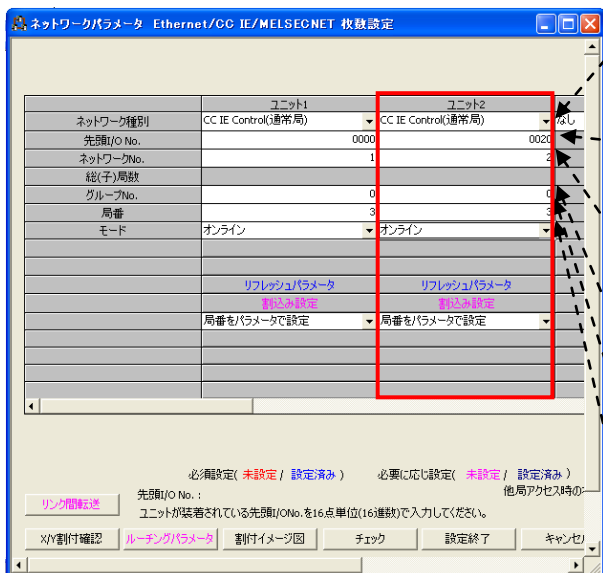 ネットワークパラメータ Ethernet/CC IE/MELSECNET 枚数設定
ユニット1 ユニット2
ネットワーク種別 CC IE Control(通常局) CC IE Control(通常局) なし
先頭I/O No. 0000 0020
ネットワークNo. 1 2
総(子)局数
グループNo. 0 0
局番 3 3
モード オンライン オンライン
リフレッシュパラメータ リフレッシュパラメータ
割込み設定 割込み設定
局番をパラメータで設定 局番をパラメータで設定
必須設定( 未設定 / 設定済み ) 必要に応じ設定( 未設定 / 設定済み )
先頭I/O No. : 他局アクセス時の
リンク間転送 ユニットが装着されている先頭I/ONo.を16点単位(16進数)で入力してください。
X/Y割付確認 ルーチングパラメータ 割付イメージ図 チェック 設定終了 キャンセル